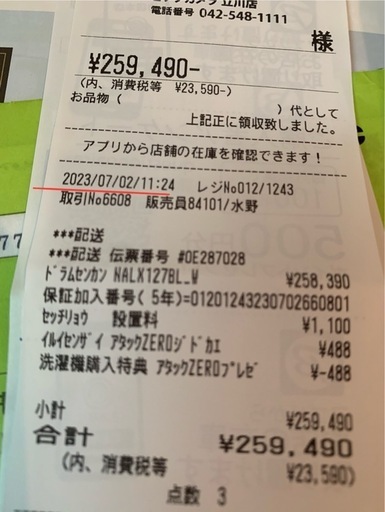 カメラ 立川店
電話番号 042-548-1111
様
¥259,490-
(内、消費税等 ¥23,590-)
お品物( )代として
上記正に領収致しました。
アプリから店舗の在庫を確認できます!
2023/07/02/11:24 レジNo012/1243
取引No6608 販売員84101/水野
***配送
***配送 伝票番号 #0E287028
ドラムセンカン NALX127BL_W ¥258,390
保証加入番号(5年)=01201243230702660801
セッチリョウ 設置料 ¥1,100
イルイセンザイ アタックZEROジドカエ ¥488
洗濯機購入特典 アタックZEROプレゼ ¥-488
小計 ¥259,490
合計 ¥259,490
(内、消費税等 ¥23,590)
点数 3